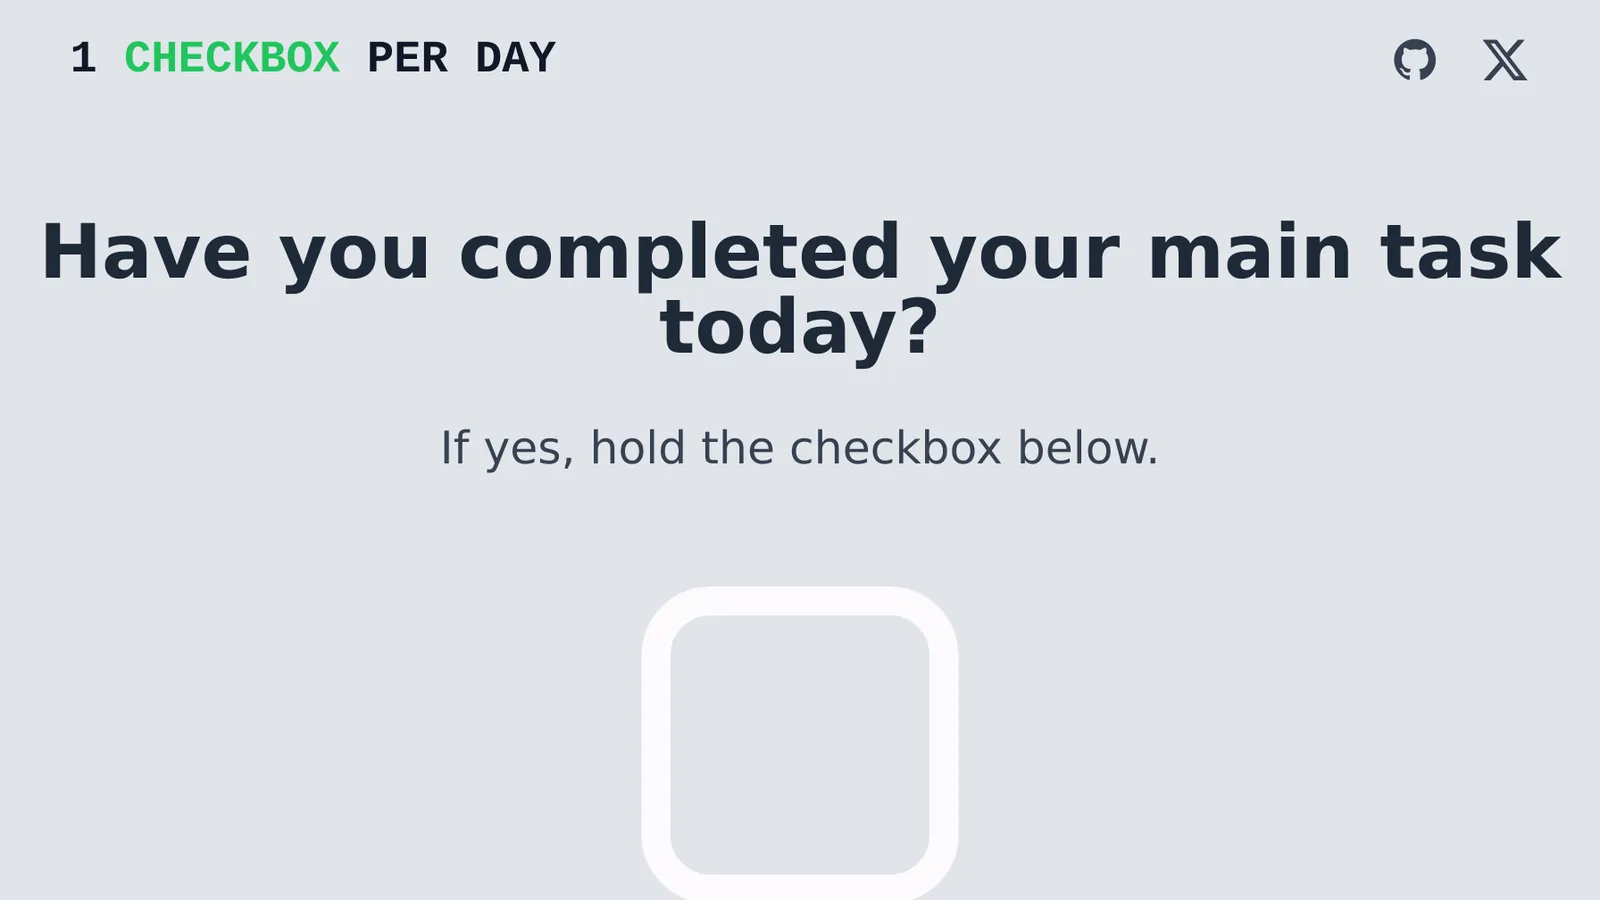 1 CHECKBOX PER DAY
Have you completed your main task
today?
If yes, hold the checkbox below.